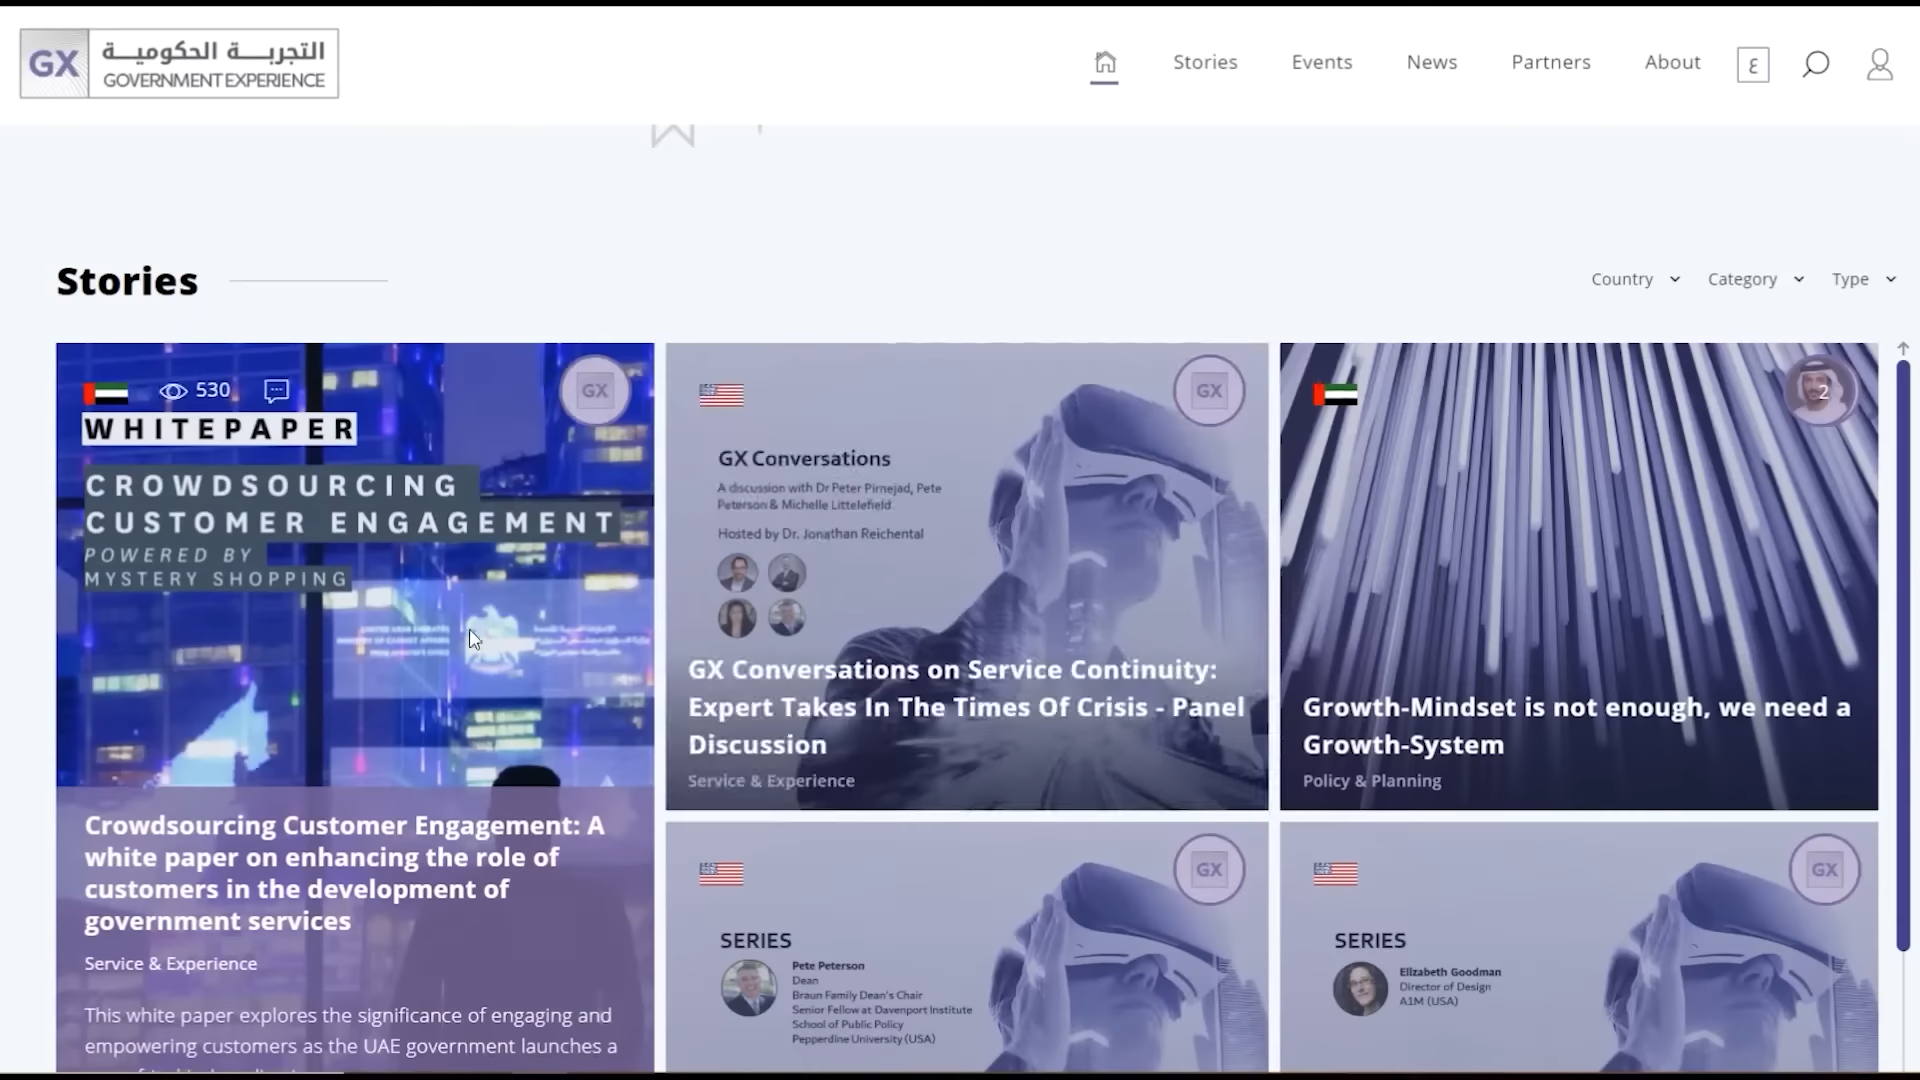 GX
التجربة الحكومية
GOVERNMENT EXPERIENCE
Stories
Events
News
Partners
About
ع
Stories
Country
Category
Type
530
GX
WHITEPAPER
CROWDSOURCING
CUSTOMER ENGAGEMENT
POWERED BY
MYSTERY SHOPPING
Crowdsourcing Customer Engagement: A
white paper on enhancing the role of
customers in the development of
government services
Service & Experience
This white paper explores the significance of engaging and
empowering customers as the UAE government launches a
GX
GX Conversations
A discussion with Dr Peter Pirnejad, Pete
Peterson & Michelle Littlefield.
Hosted by Dr. Jonathan Reichental
GX Conversations on Service Continuity:
Expert Takes In The Times Of Crisis - Panel
Discussion
Service & Experience
2
Growth-Mindset is not enough, we need a
Growth-System
Policy & Planning
GX
SERIES
Pete Peterson
Dean
Braun Family Dean's Chair
Senior Fellow at Davenport Institute
School of Public Policy
Pepperdine University (USA)
GX
SERIES
Elizabeth Goodman
Director of Design
A1M (USA)